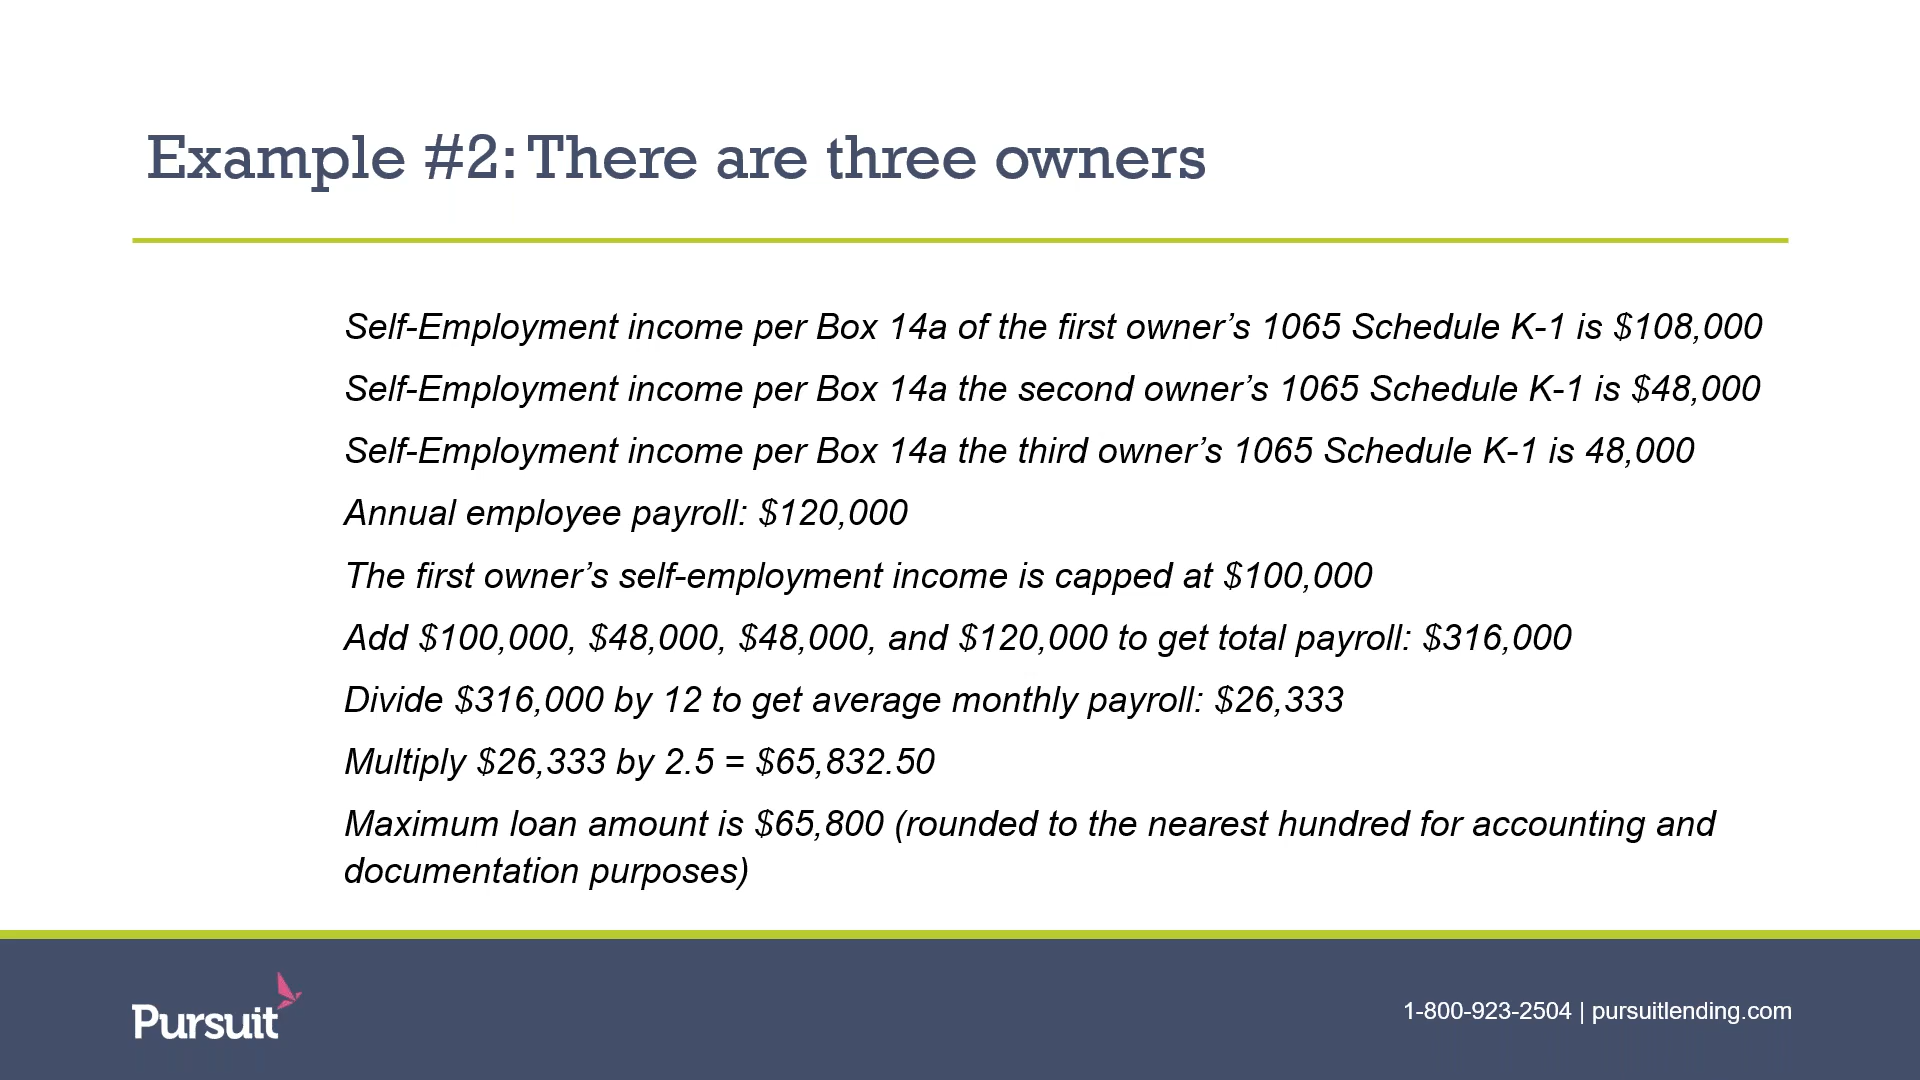 Example #2: There are three owners
Self-Employment income per Box 14a of the first owner’s 1065 Schedule K-1 is $108,000
Self-Employment income per Box 14a the second owner’s 1065 Schedule K-1 is $48,000
Self-Employment income per Box 14a the third owner’s 1065 Schedule K-1 is 48,000
Annual employee payroll: $120,000
The first owner’s self-employment income is capped at $100,000
Add $100,000, $48,000, $48,000, and $120,000 to get total payroll: $316,000
Divide $316,000 by 12 to get average monthly payroll: $26,333
Multiply $26,333 by 2.5 = $65,832.50
Maximum loan amount is $65,800 (rounded to the nearest hundred for accounting and
documentation purposes)
Pursuit
1-800-923-2504 | pursuitlending.com